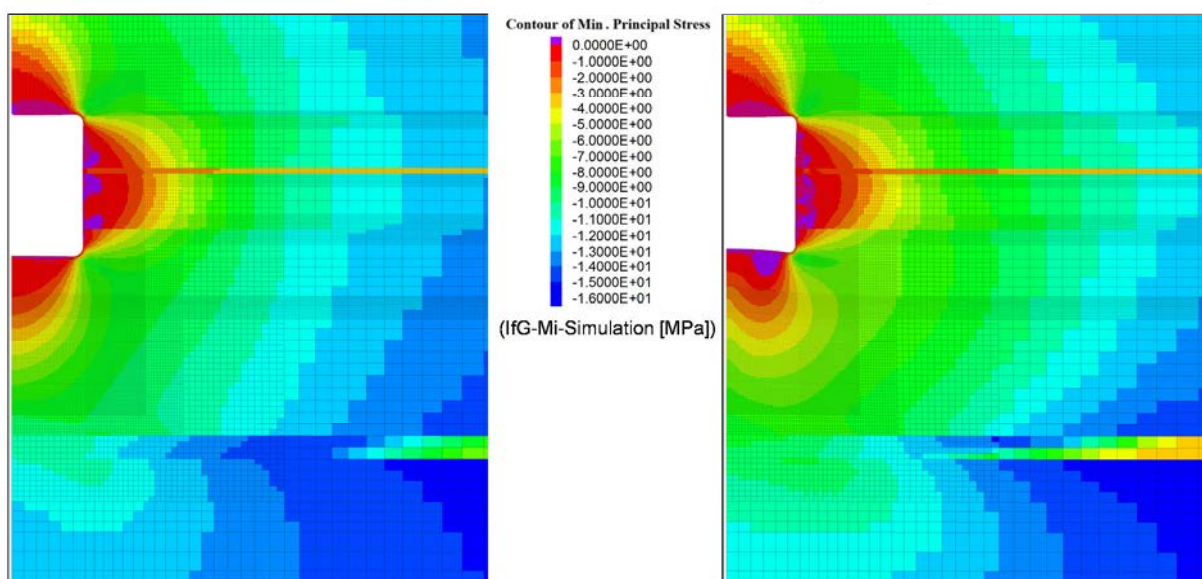 Contour of Min . Principal Stress
0.0000E+00
-1.0000E+00
-2.0000E+00
-3.0000E+00
-4.0000E+00
-6.0000E+00
-7.0000E+00
-8.0000E+00
-9.0000E+00
-1.0000E+01
-1.1000E+01
-1.2000E+01
-1.3000E+01
-1.4000E+01
-1.5000E+01
-1.6000E+01
(IfG-Mi-Simulation [MPa])